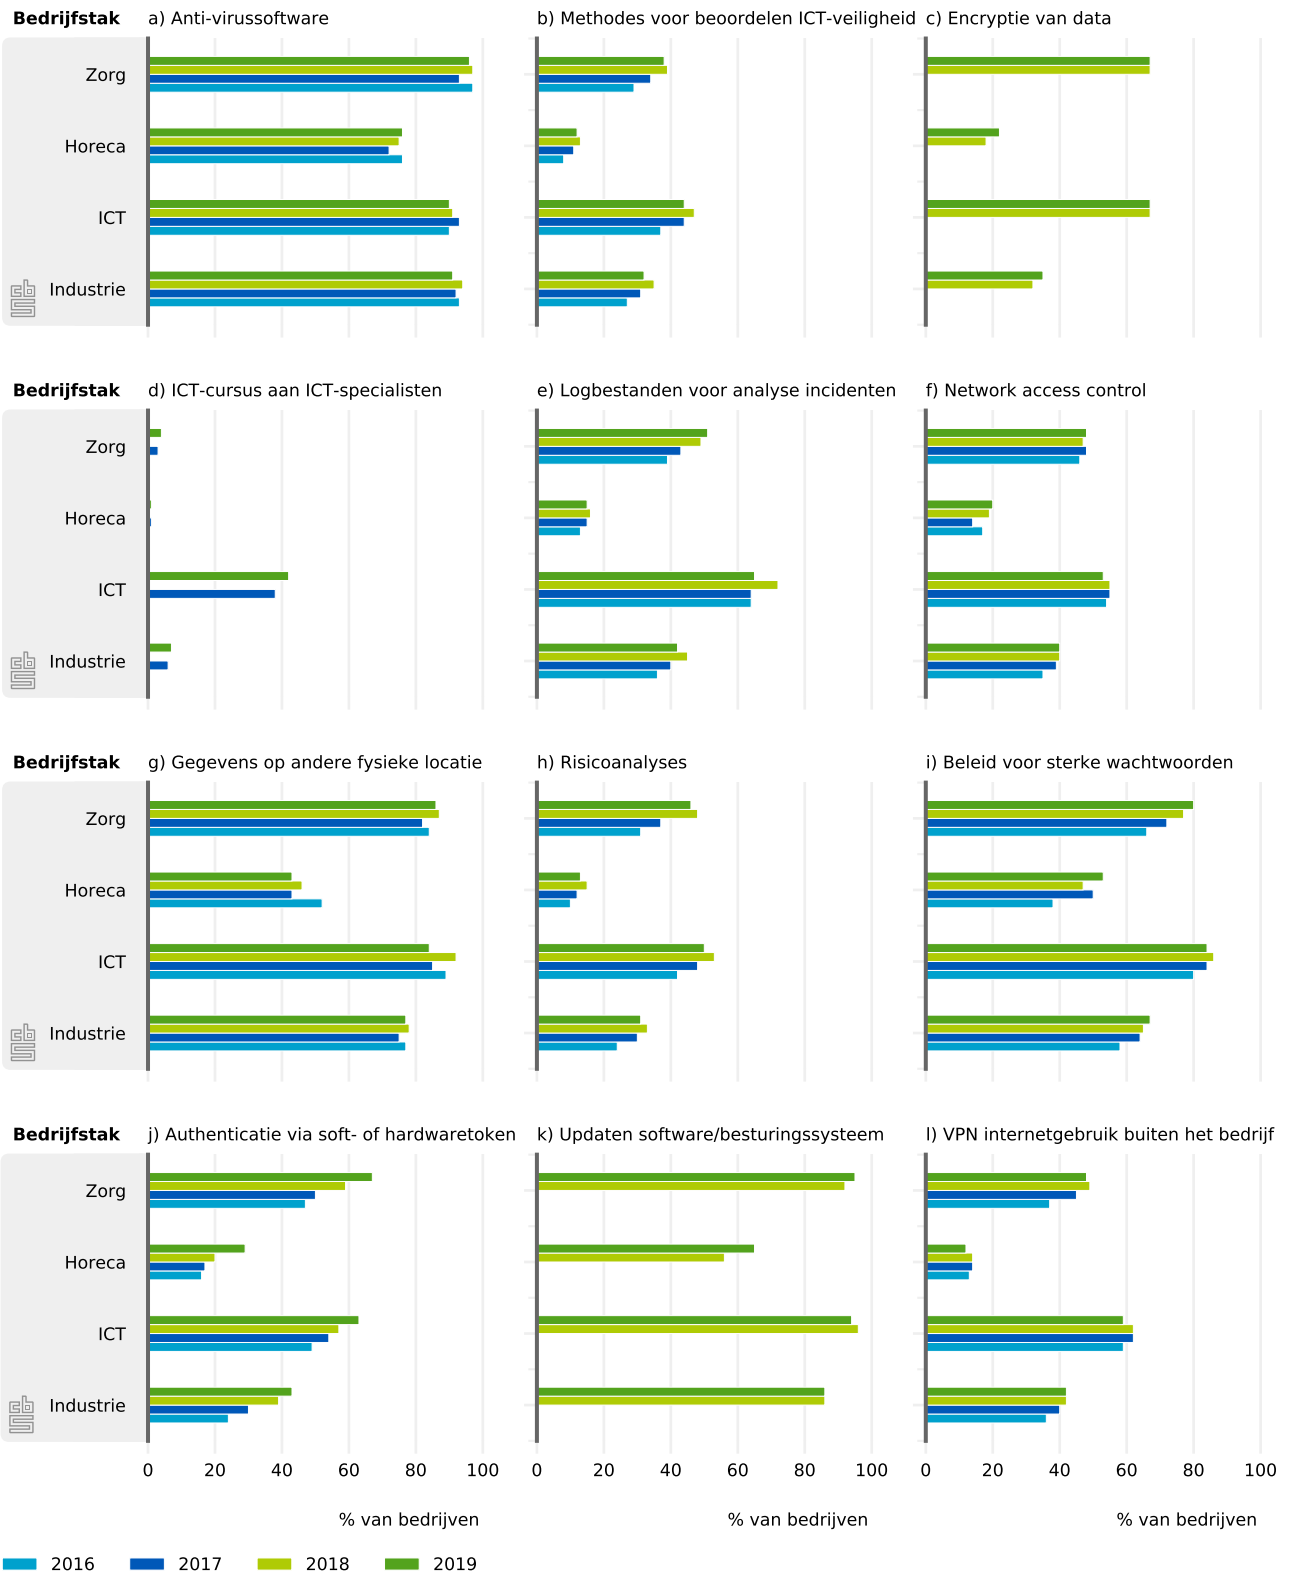 Bedrijfstak a) Anti-virussoftware b) Methodes voor beoordelen ICT-veiligheid c) Encryptie van data
Zorg
Horeca
ICT
Industrie
Bedrijfstak d) ICT-cursus aan ICT-specialisten e) Logbestanden voor analyse incidenten f) Network access control
Zorg
Horeca
ICT
Industrie
Bedrijfstak g) Gegevens op andere fysieke locatie h) Risicoanalyses i) Beleid voor sterke wachtwoorden
Zorg
Horeca
ICT
Industrie
Bedrijfstak j) Authenticatie via soft- of hardwaretoken k) Updaten software/besturingssysteem l) VPN internetgebruik buiten het bedrijf
Zorg
Horeca
ICT
Industrie
0 20 40 60 80 100 0 20 40 60 80 100 0 20 40 60 80 100
% van bedrijven % van bedrijven % van bedrijven
2016 2017 2018 2019